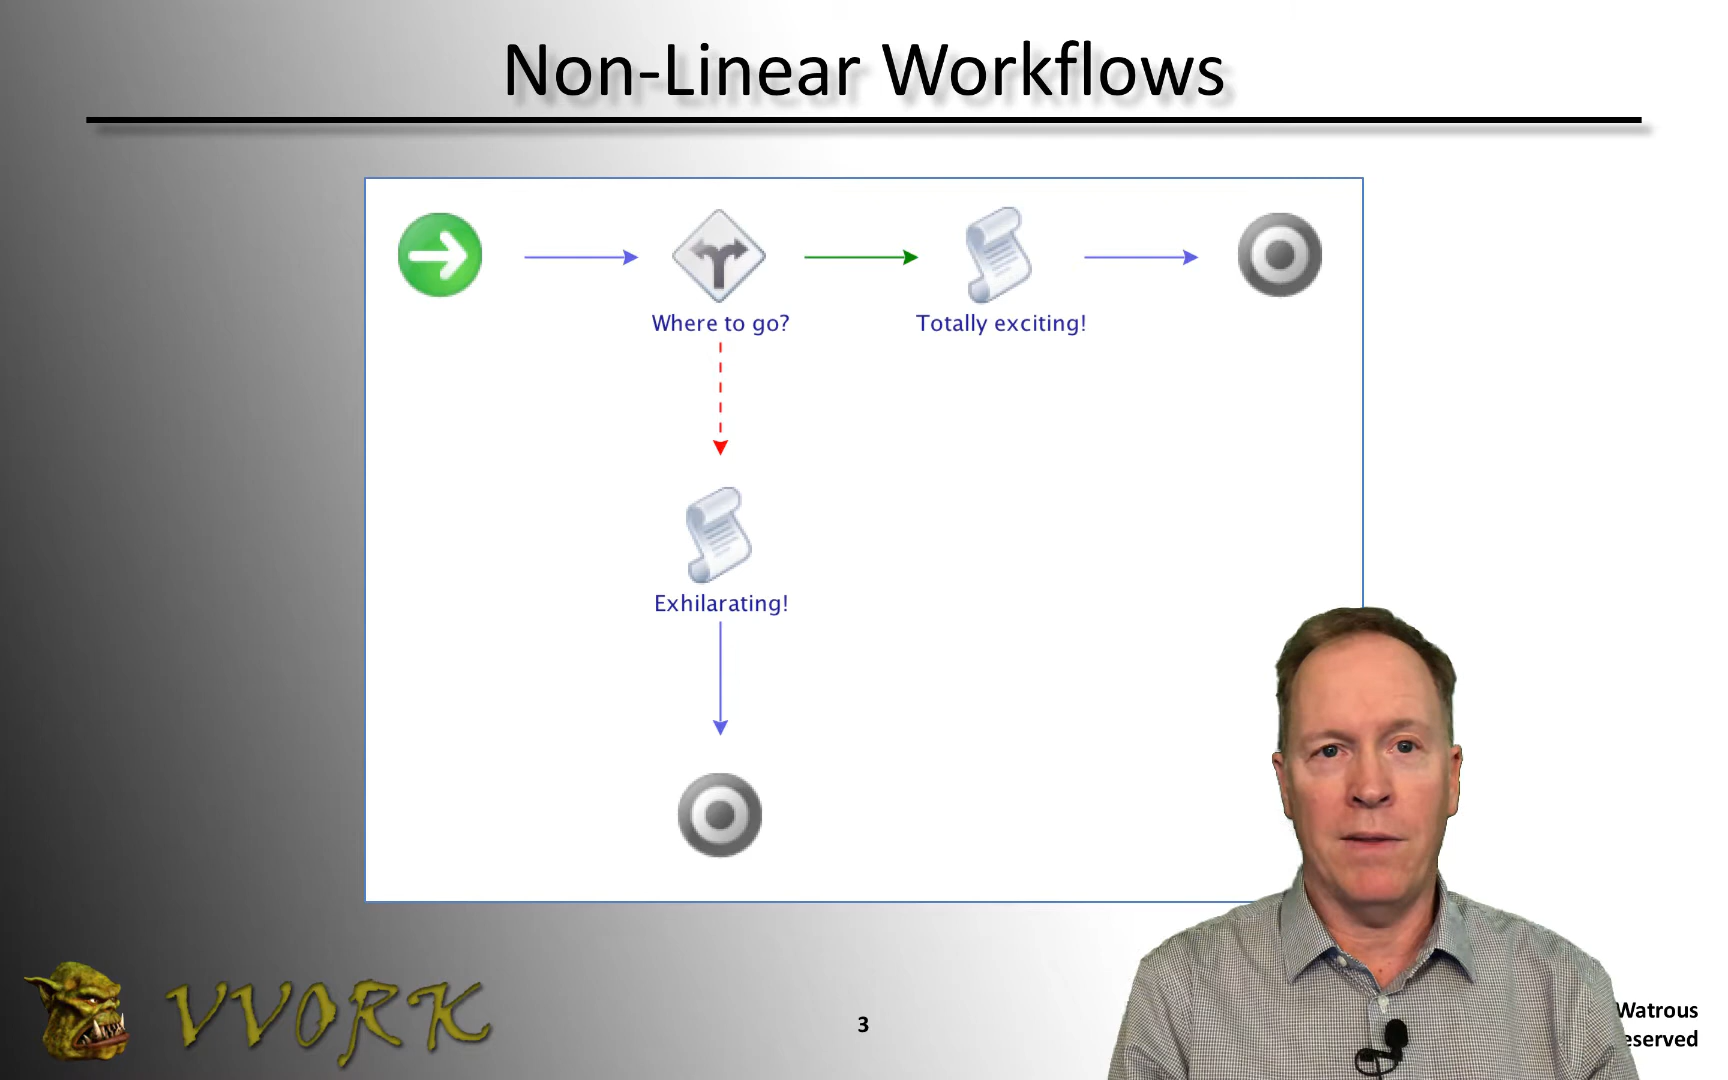 Non-Linear Workflows
Where to go?
Totally exciting!
Exhilarating!
VVORK
3
Watrous